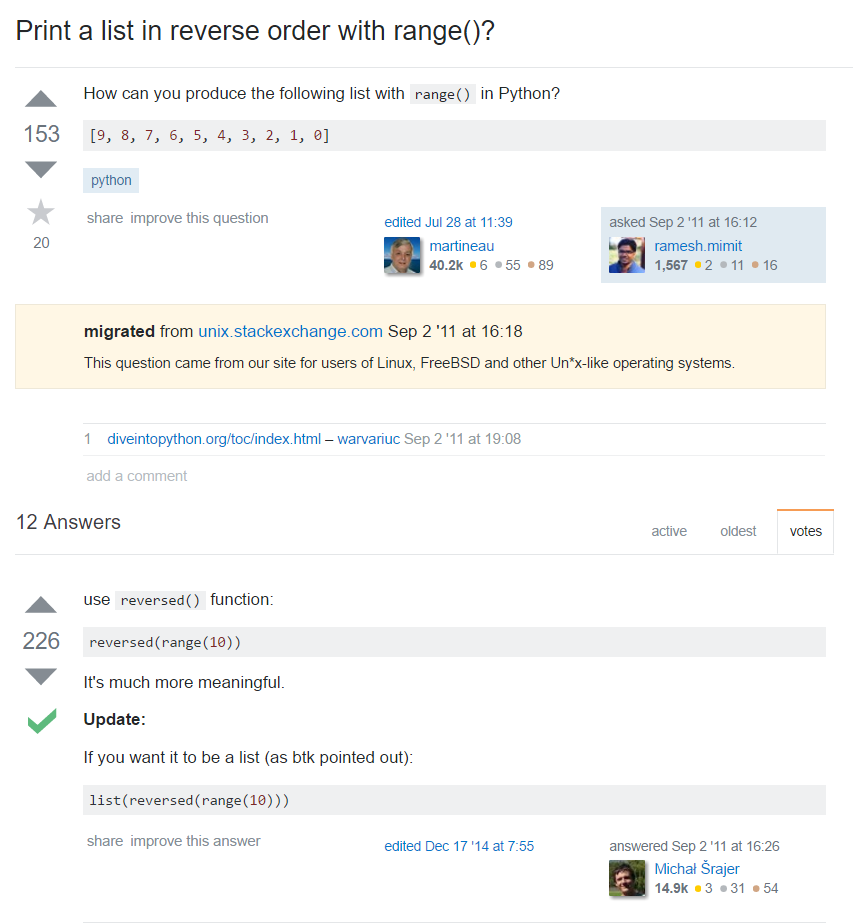 Print a list in reverse order with range()?
How can you produce the following list with range() in Python?
153
[9, 8, 7, 6, 5, 4, 3, 2, 1, 0]
python
share improve this question
20
edited Jul 28 at 11:39
martineau
40.2k 6 55 89
asked Sep 2 '11 at 16:12
ramesh.mimit
1,567 2 11 16
migrated from unix.stackexchange.com Sep 2 '11 at 16:18
This question came from our site for users of Linux, FreeBSD and other Un*x-like operating systems.
1 diveintopython.org/toc/index.html – warvariuc Sep 2 '11 at 19:08
add a comment
12 Answers
active oldest votes
use reversed() function:
226
reversed(range(10))
It's much more meaningful.
Update:
If you want it to be a list (as btk pointed out):
list(reversed(range(10)))
share improve this answer
edited Dec 17 '14 at 7:55
answered Sep 2 '11 at 16:26
Michał Šrajer
14.9k 3 31 54